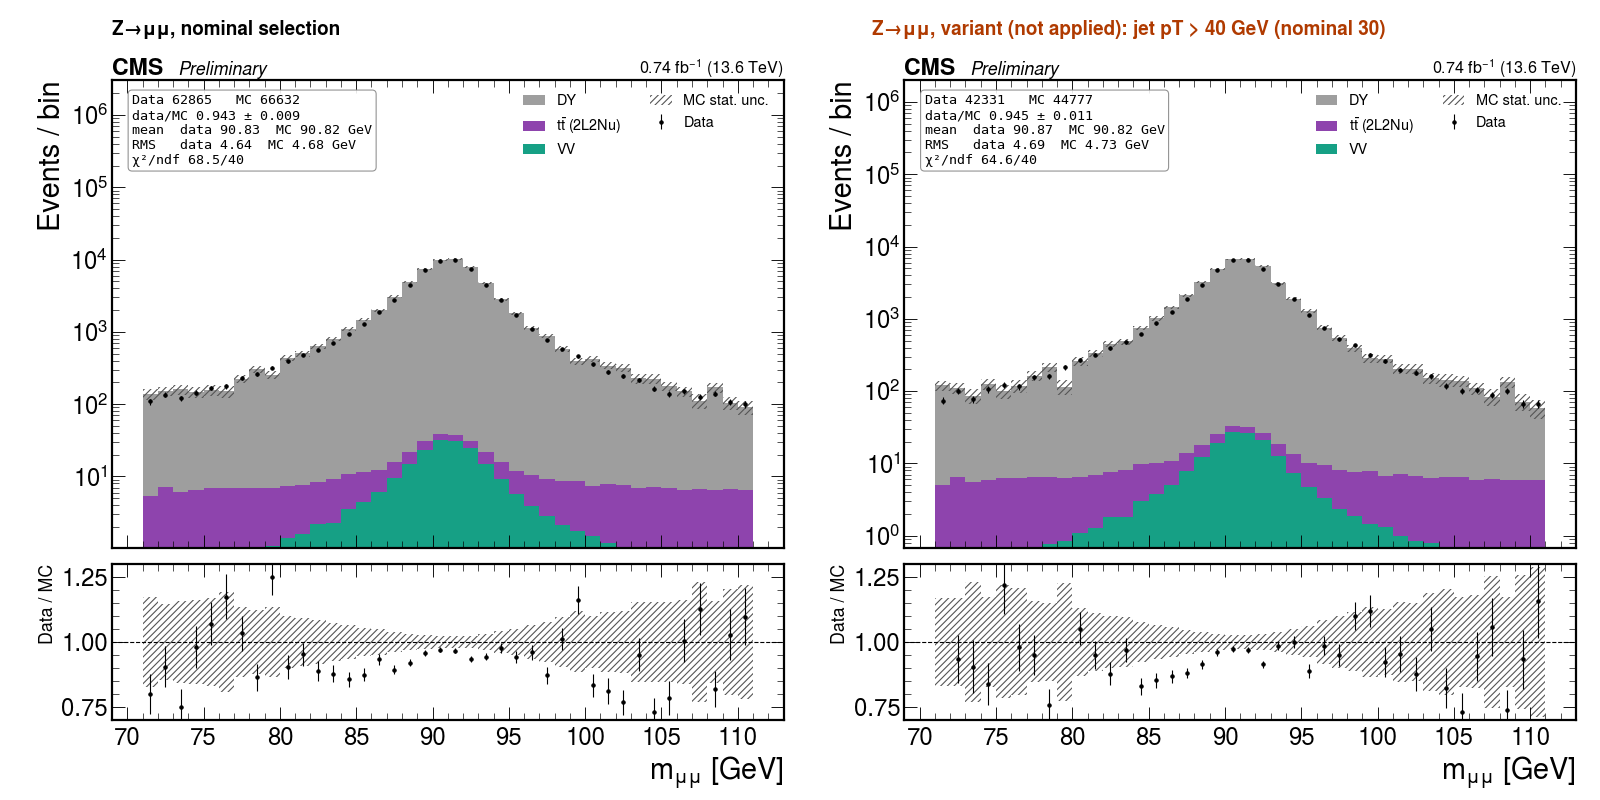 Z→μμ, nominal selection
CMS Preliminary 0.74 fb⁻¹ (13.6 TeV)
Data 62865 MC 66632
data/MC 0.943 ± 0.009
mean data 90.83 MC 90.82 GeV
RMS data 4.64 MC 4.68 GeV
χ²/ndf 68.5/40
DY
tt̄ (2L2Nu)
VV
MC stat. unc.
Data
Events / bin
10⁶
10⁵
10⁴
10³
10²
10¹
Data / MC
1.25
1.00
0.75
70 75 80 85 90 95 100 105 110
m_μμ [GeV]
Z→μμ, variant (not applied): jet pT > 40 GeV (nominal 30)
CMS Preliminary 0.74 fb⁻¹ (13.6 TeV)
Data 42331 MC 44777
data/MC 0.945 ± 0.011
mean data 90.87 MC 90.82 GeV
RMS data 4.69 MC 4.73 GeV
χ²/ndf 64.6/40
DY
tt̄ (2L2Nu)
VV
MC stat. unc.
Data
Events / bin
10⁶
10⁵
10⁴
10³
10²
10¹
10⁰
Data / MC
1.25
1.00
0.75
70 75 80 85 90 95 100 105 110
m_μμ [GeV]